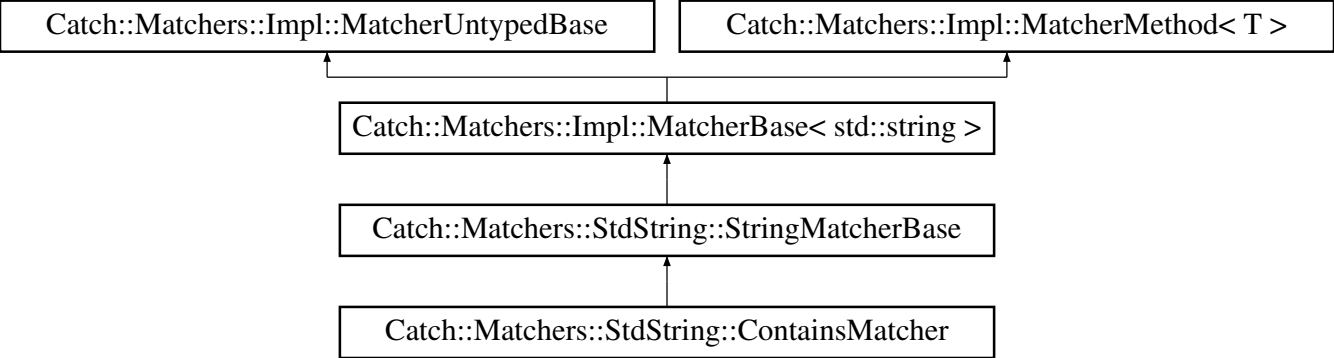 Catch::Matchers::Impl::MatcherUntypedBase
Catch::Matchers::Impl::MatcherMethod< T >
Catch::Matchers::Impl::MatcherBase< std::string >
Catch::Matchers::StdString::StringMatcherBase
Catch::Matchers::StdString::ContainsMatcher